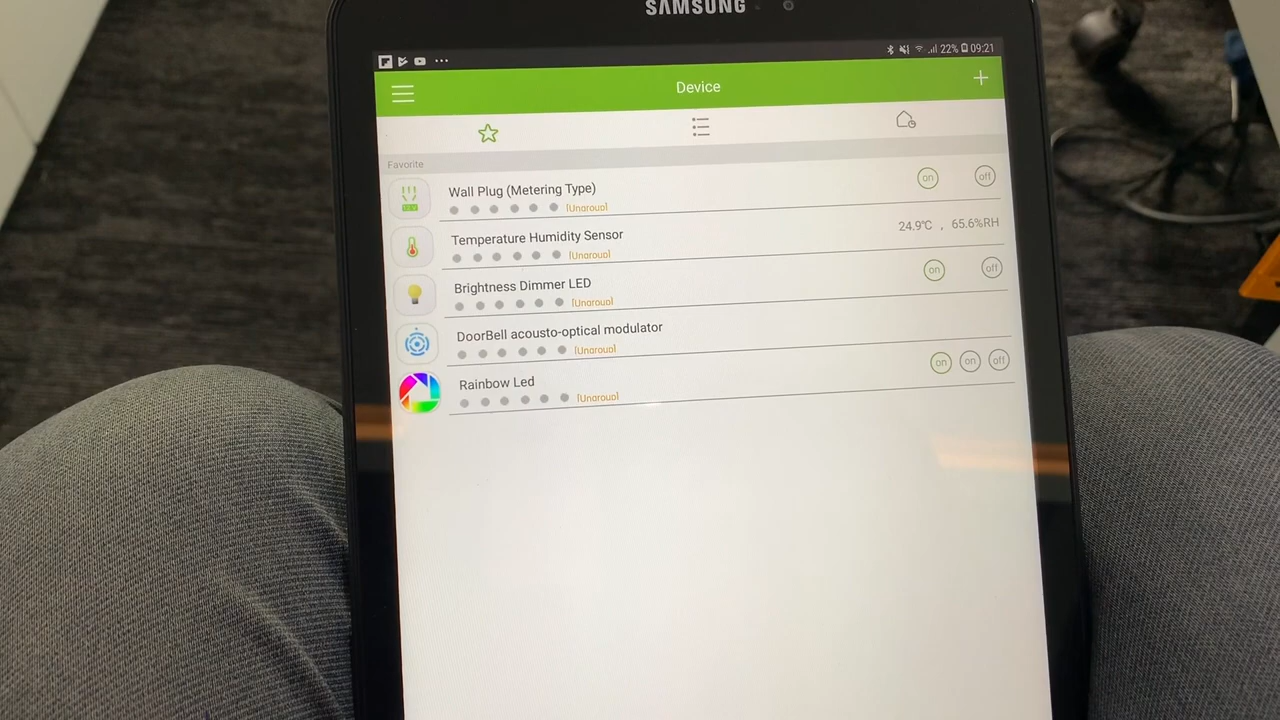 SAMSUNG
22% 09:21
Device
Favorite
Wall Plug (Metering Type)
on off
[Ungroup]
Temperature Humidity Sensor
24.9℃ , 65.6%RH
[Ungroup]
Brightness Dimmer LED
on off
[Ungroup]
DoorBell acousto-optical modulator
[Ungroup]
Rainbow Led
on on off
[Ungroup]